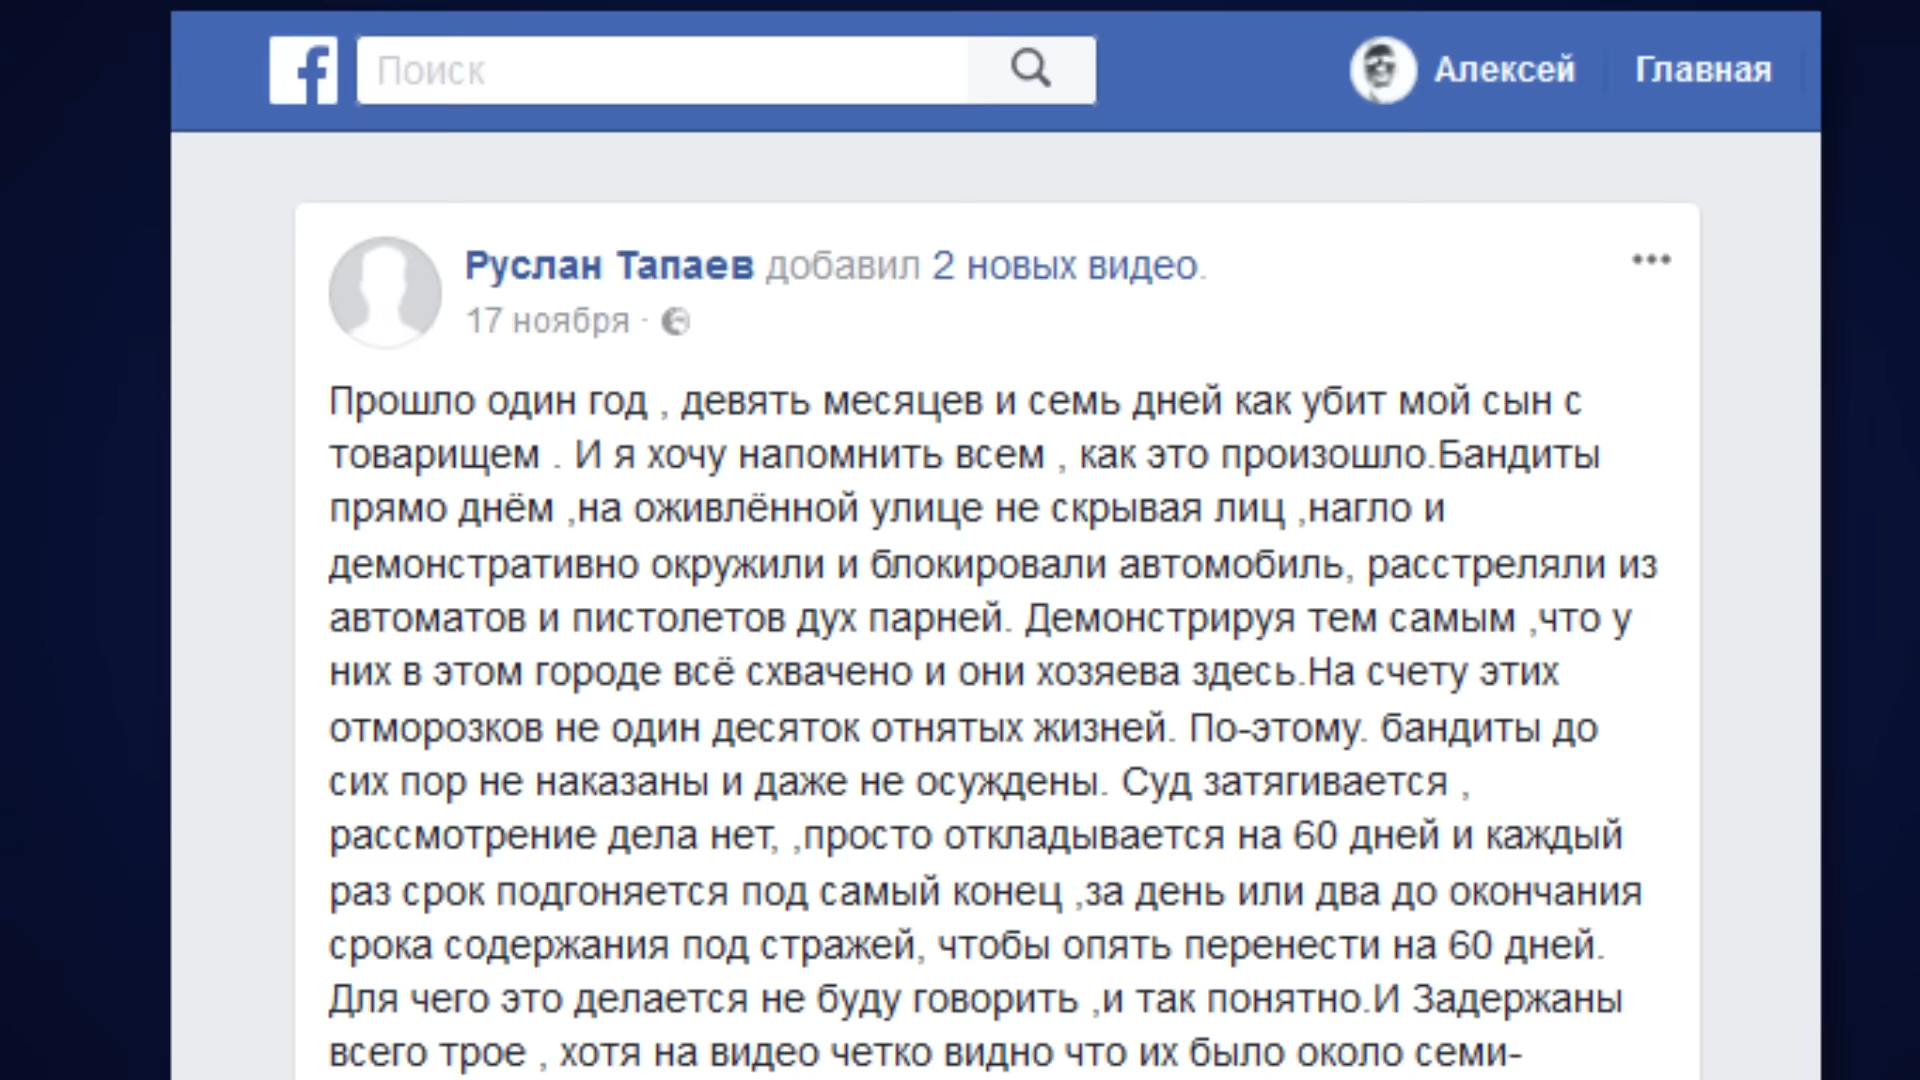 Поиск
Алексей
Главная
Руслан Тапаев добавил 2 новых видео.
17 ноября ·
Прошло один год , девять месяцев и семь дней как убит мой сын с
товарищем . И я хочу напомнить всем , как это произошло.Бандиты
прямо днём ,на оживлённой улице не скрывая лиц ,нагло и
демонстративно окружили и блокировали автомобиль, расстреляли из
автоматов и пистолетов дух парней. Демонстрируя тем самым ,что у
них в этом городе всё схвачено и они хозяева здесь.На счету этих
отморозков не один десяток отнятых жизней. По-этому. бандиты до
сих пор не наказаны и даже не осуждены. Суд затягивается ,
рассмотрение дела нет, ,просто откладывается на 60 дней и каждый
раз срок подгоняется под самый конец ,за день или два до окончания
срока содержания под стражей, чтобы опять перенести на 60 дней.
Для чего это делается не буду говорить ,и так понятно.И Задержаны
всего трое , хотя на видео четко видно что их было около семи-